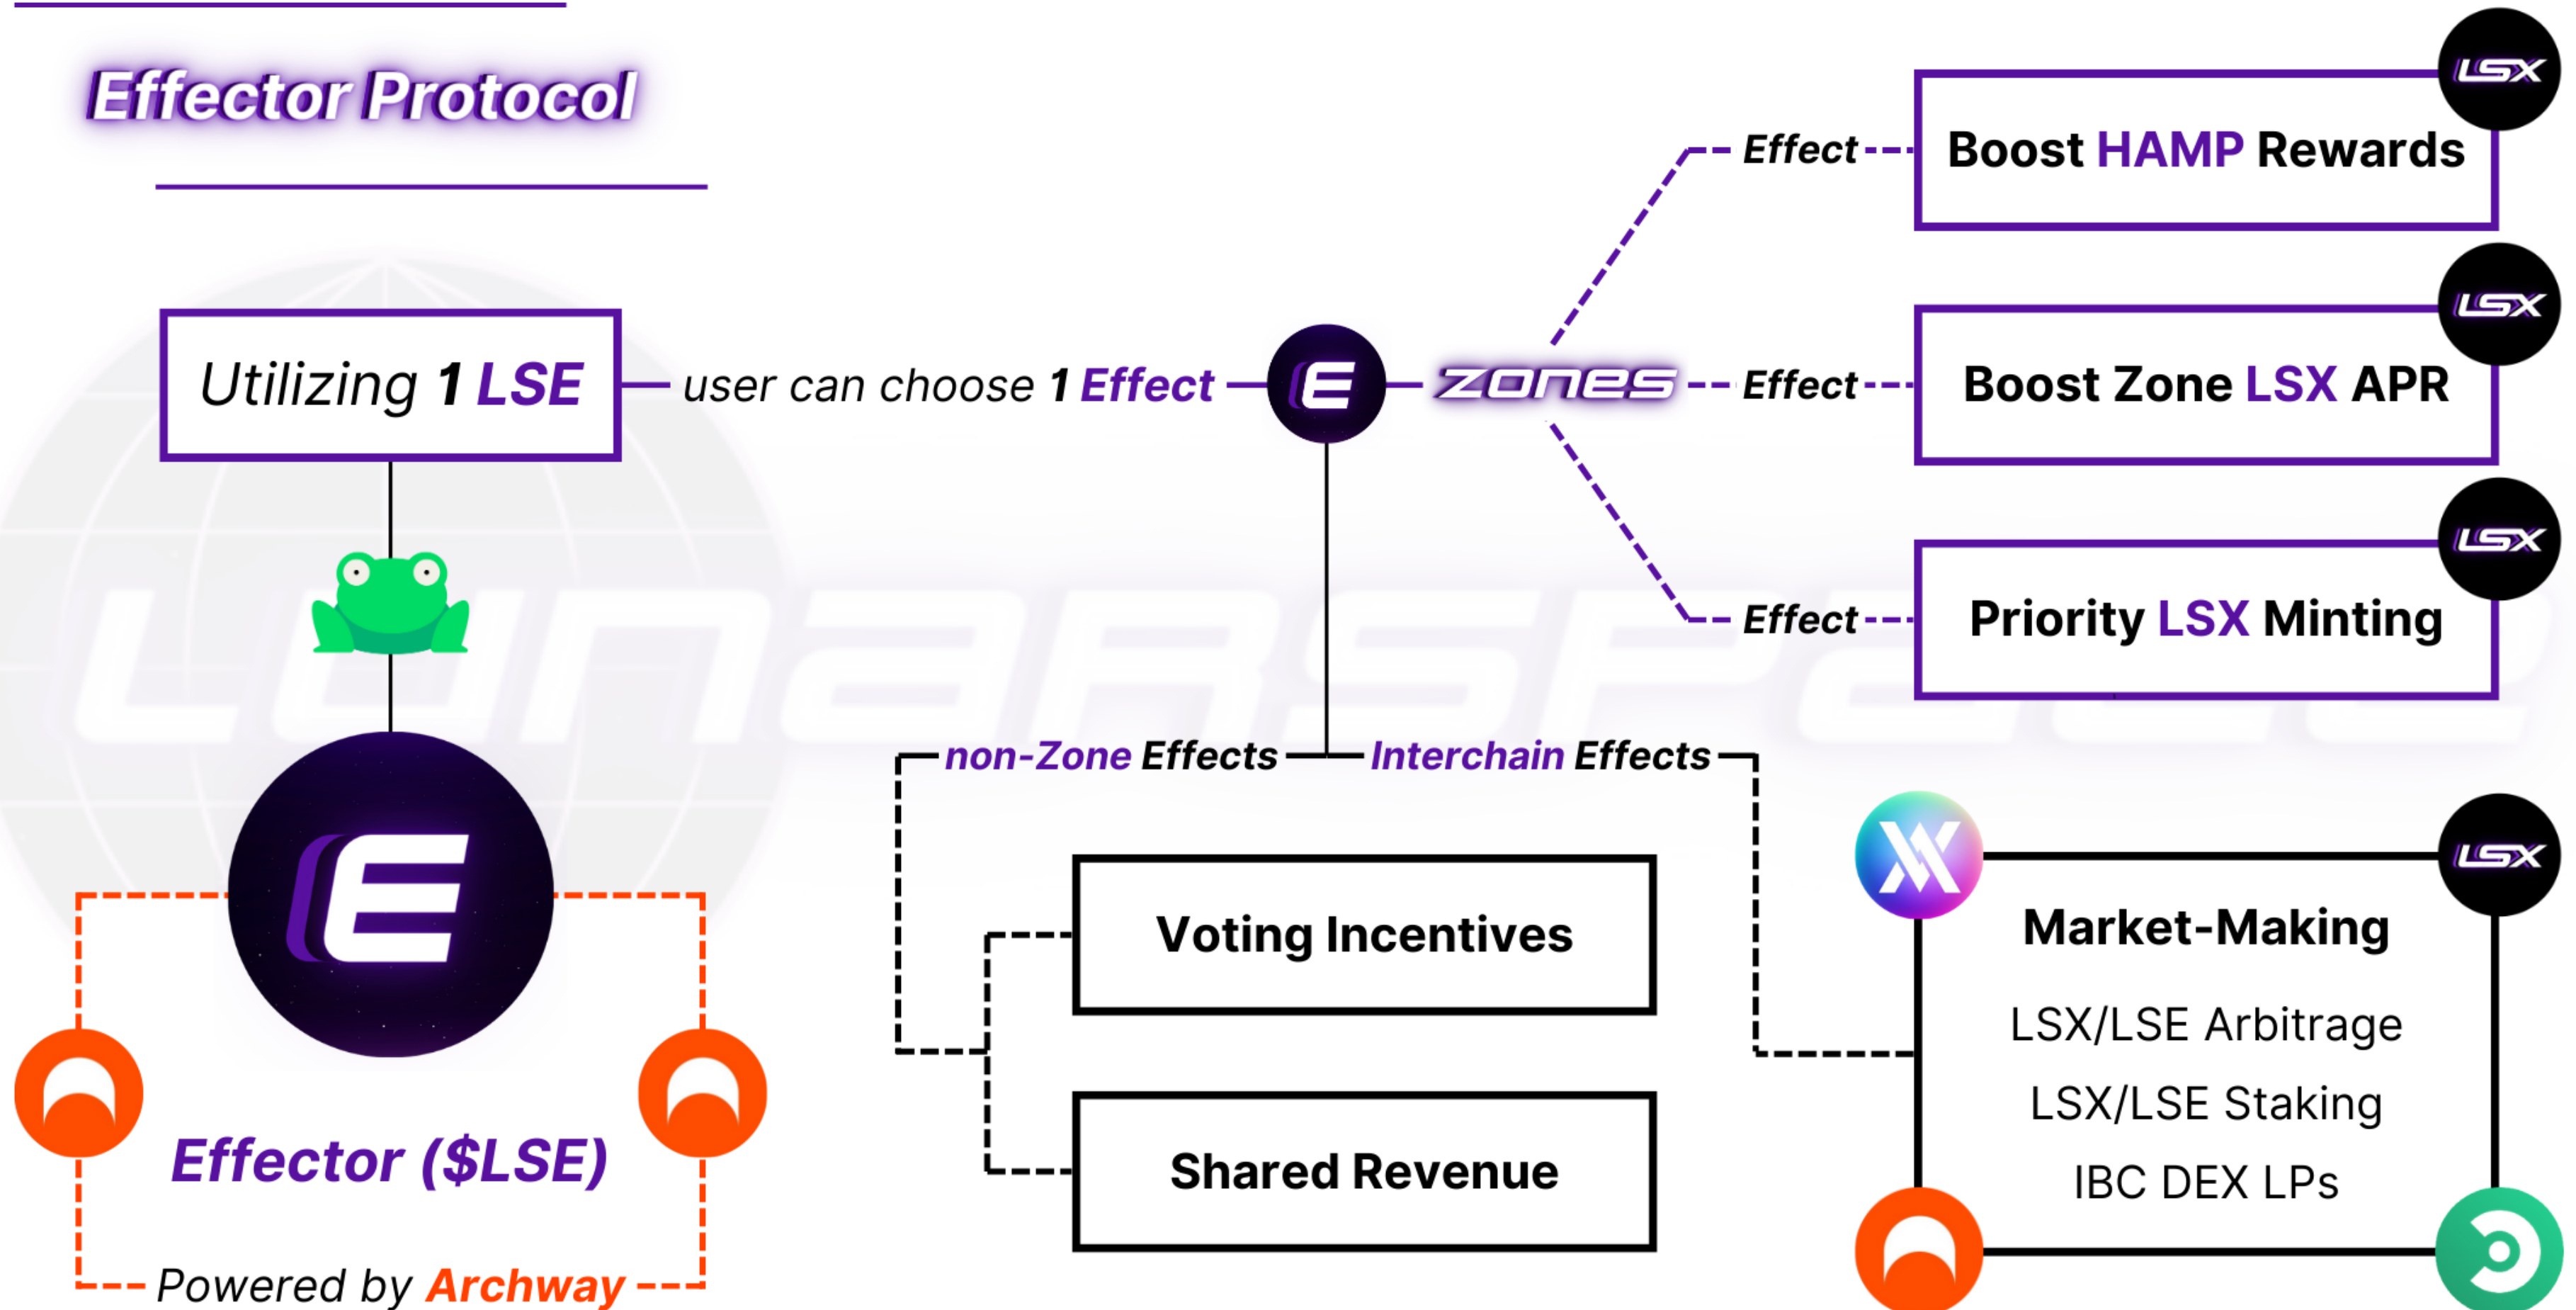 Effector Protocol
Utilizing 1 LSE
user can choose 1 Effect
E
ZONES
Effect
Boost HAMP Rewards
LSX
Effect
Boost Zone LSX APR
LSX
Effect
Priority LSX Minting
LSX
LUNARSPACE
non-Zone Effects
Interchain Effects
Voting Incentives
Shared Revenue
LSX
Market-Making
LSX/LSE Arbitrage
LSX/LSE Staking
IBC DEX LPs
E
Effector ($LSE)
Powered by Archway